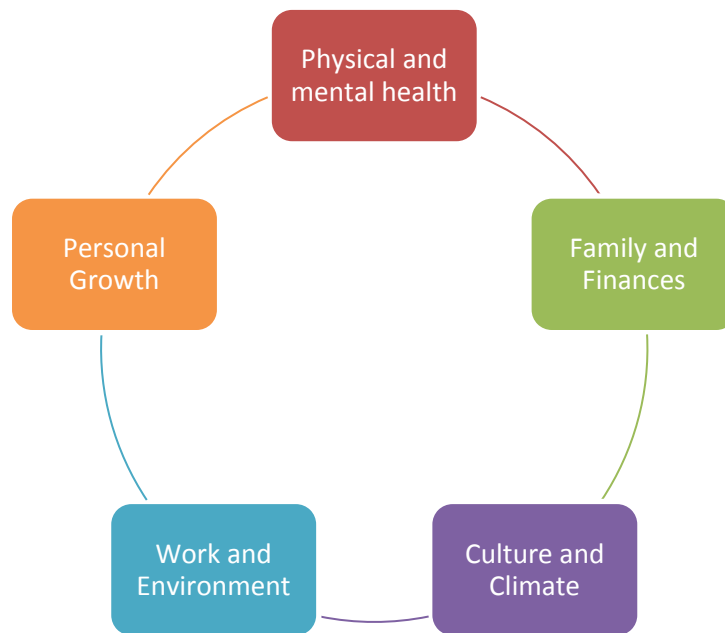 Physical and
mental health
Family and
Finances
Culture and
Climate
Work and
Environment
Personal
Growth